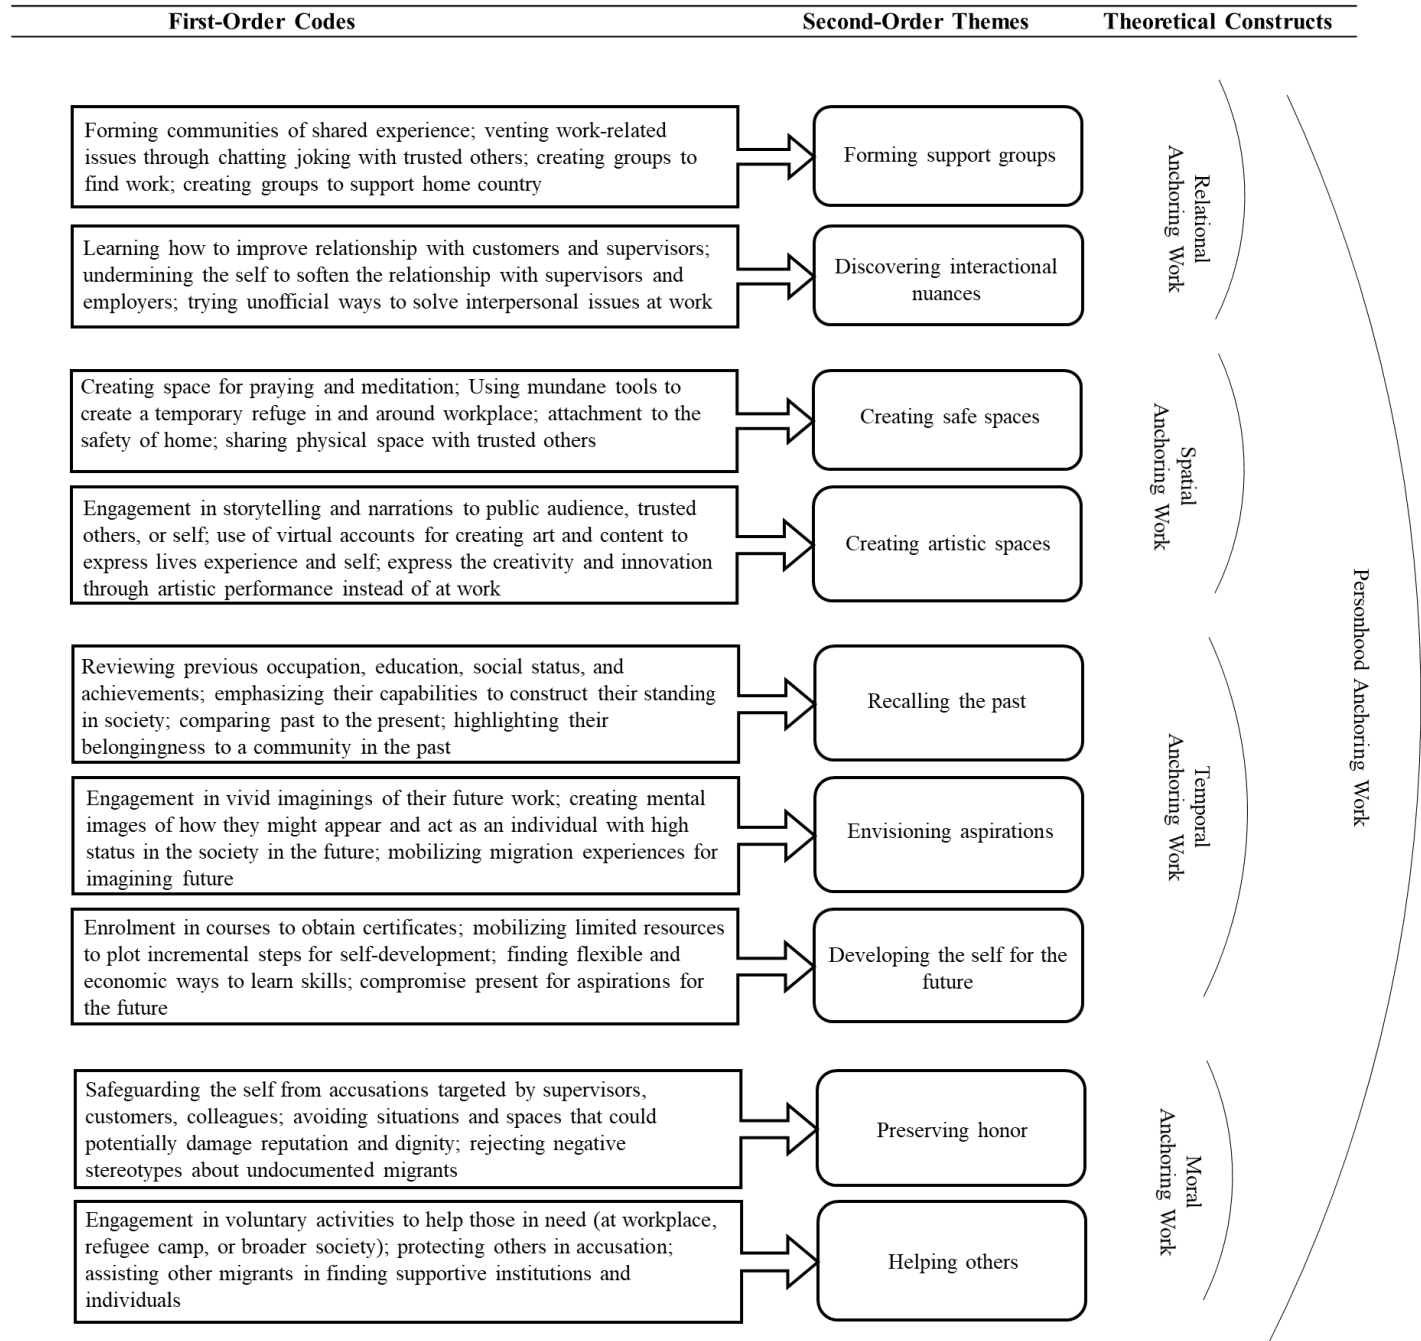 First-Order Codes
Second-Order Themes
Theoretical Constructs
Forming communities of shared experience; venting work-related
issues through chatting joking with trusted others; creating groups to
find work; creating groups to support home country
Forming support groups
Learning how to improve relationship with customers and supervisors;
undermining the self to soften the relationship with supervisors and
employers; trying unofficial ways to solve interpersonal issues at work
Discovering interactional
nuances
Relational
Anchoring Work
Creating space for praying and meditation; Using mundane tools to
create a temporary refuge in and around workplace; attachment to the
safety of home; sharing physical space with trusted others
Creating safe spaces
Engagement in storytelling and narrations to public audience, trusted
others, or self; use of virtual accounts for creating art and content to
express lives experience and self; express the creativity and innovation
through artistic performance instead of at work
Creating artistic spaces
Spatial
Anchoring Work
Reviewing previous occupation, education, social status, and
achievements; emphasizing their capabilities to construct their standing
in society; comparing past to the present; highlighting their
belongingness to a community in the past
Recalling the past
Engagement in vivid imaginings of their future work; creating mental
images of how they might appear and act as an individual with high
status in the society in the future; mobilizing migration experiences for
imagining future
Envisioning aspirations
Enrolment in courses to obtain certificates; mobilizing limited resources
to plot incremental steps for self-development; finding flexible and
economic ways to learn skills; compromise present for aspirations for
the future
Developing the self for the
future
Temporal
Anchoring Work
Safeguarding the self from accusations targeted by supervisors,
customers, colleagues; avoiding situations and spaces that could
potentially damage reputation and dignity; rejecting negative
stereotypes about undocumented migrants
Preserving honor
Engagement in voluntary activities to help those in need (at workplace,
refugee camp, or broader society); protecting others in accusation;
assisting other migrants in finding supportive institutions and
individuals
Helping others
Moral
Anchoring Work
Personhood Anchoring Work